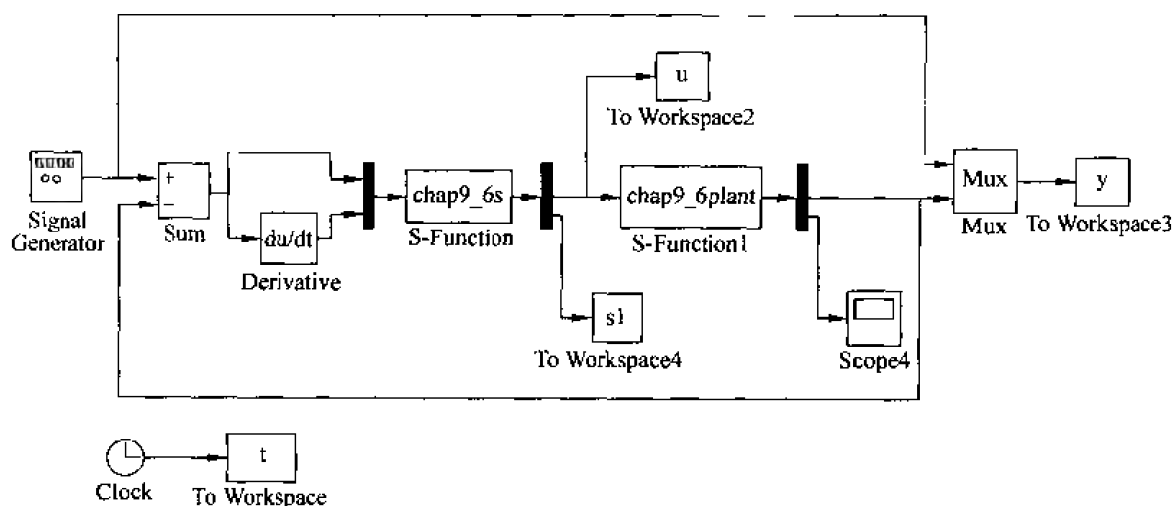 u
To Workspace2
+
−
Signal
Generator
Sum
du/dt
Derivative
chap9_6s
S-Function
chap9_6plant
S-Function1
Mux
Mux
y
To Workspace3
s1
To Workspace4
Scope4
Clock
t
To Workspace